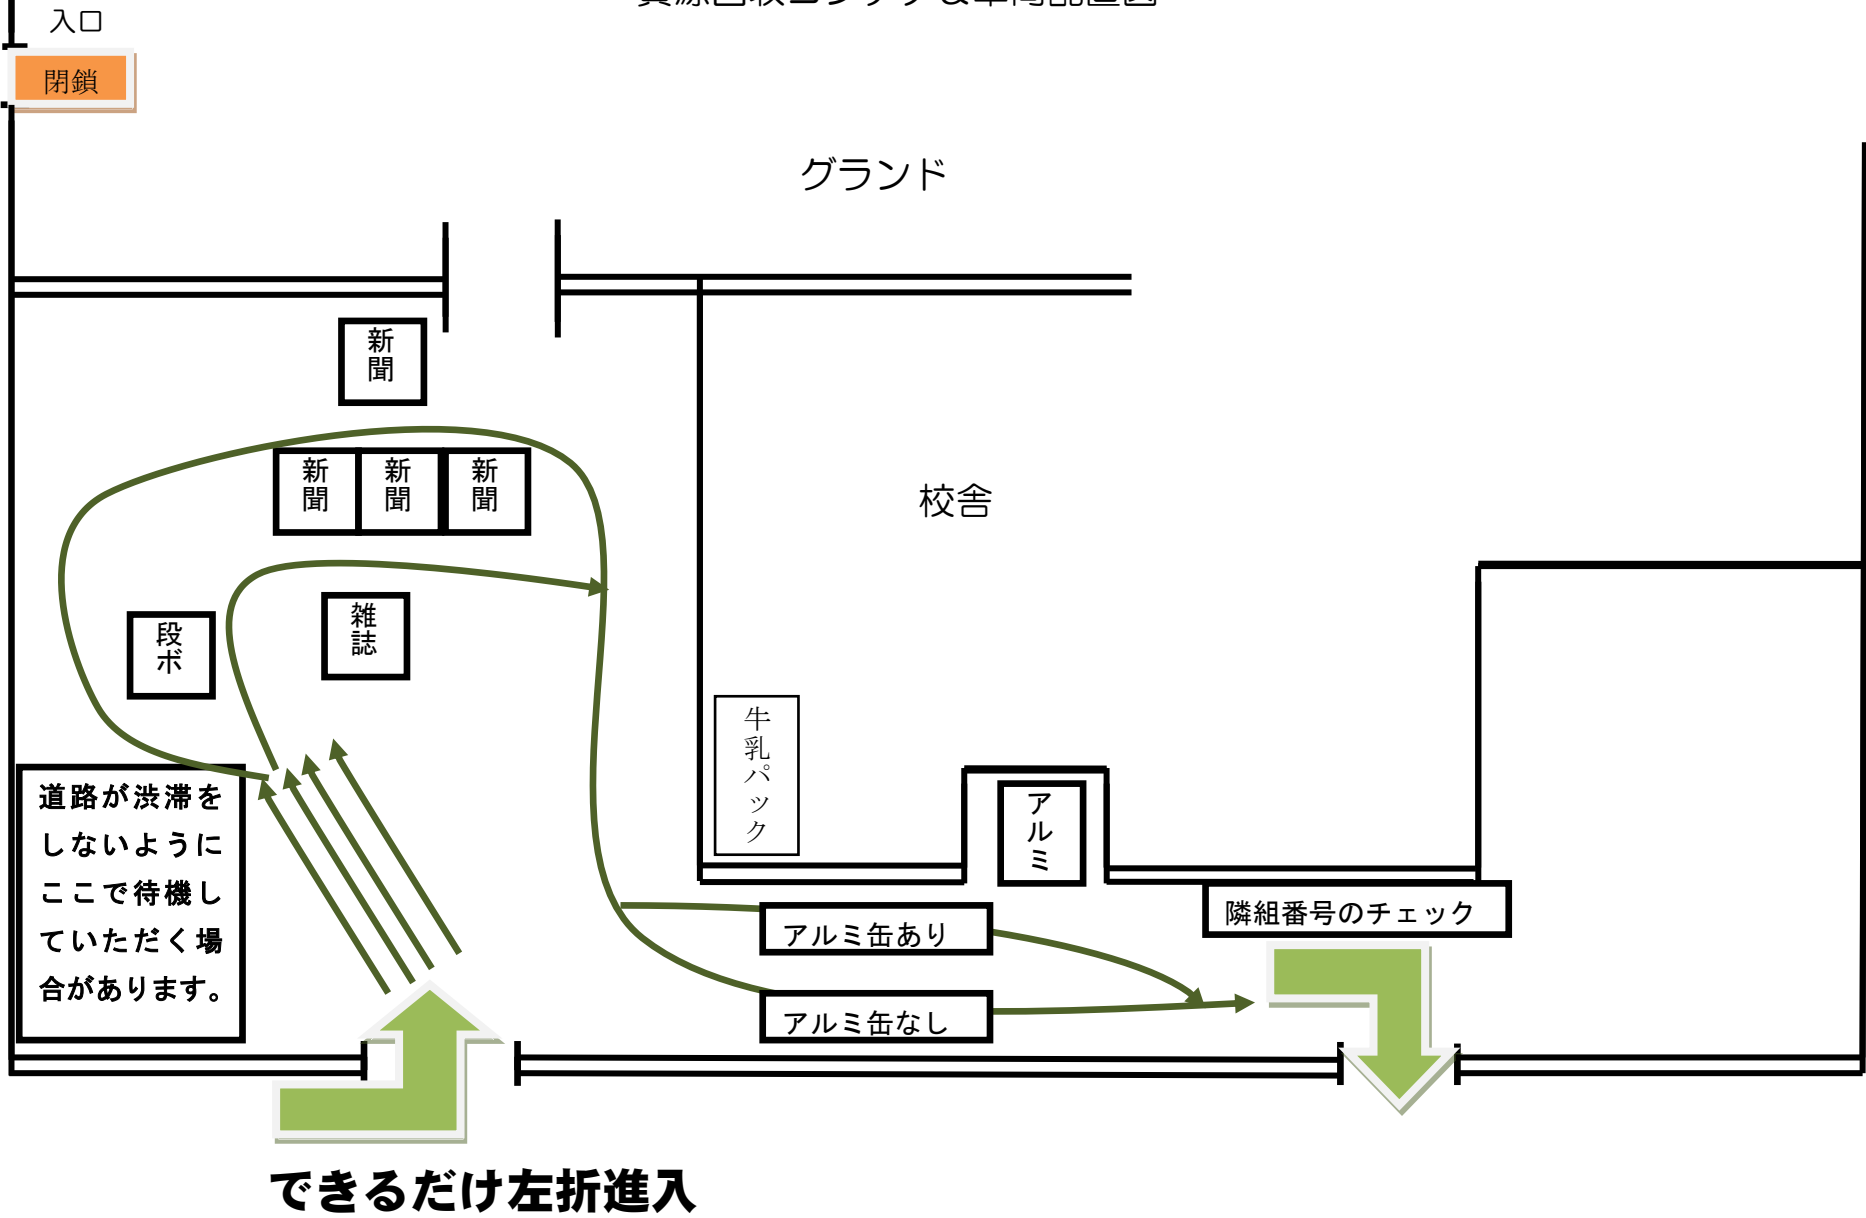 入口
閉鎖
グランド
新聞
新聞
新聞
新聞
校舎
段ボ
雑誌
牛乳パック
アルミ
道路が渋滞を
しないように
ここで待機し
ていただく場
合があります。
隣組番号のチェック
アルミ缶あり
アルミ缶なし
できるだけ左折進入